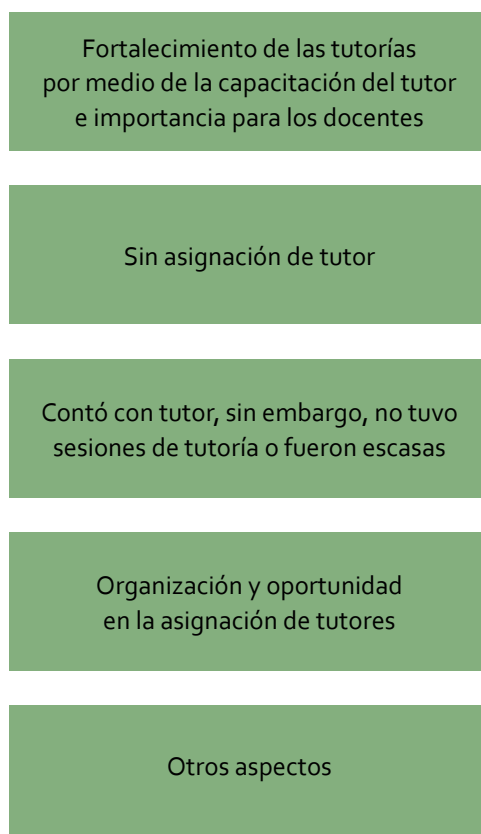 Fortalecimiento de las tutorías
por medio de la capacitación del tutor
e importancia para los docentes
Sin asignación de tutor
Contó con tutor, sin embargo, no tuvo
sesiones de tutoría o fueron escasas
Organización y oportunidad
en la asignación de tutores
Otros aspectos